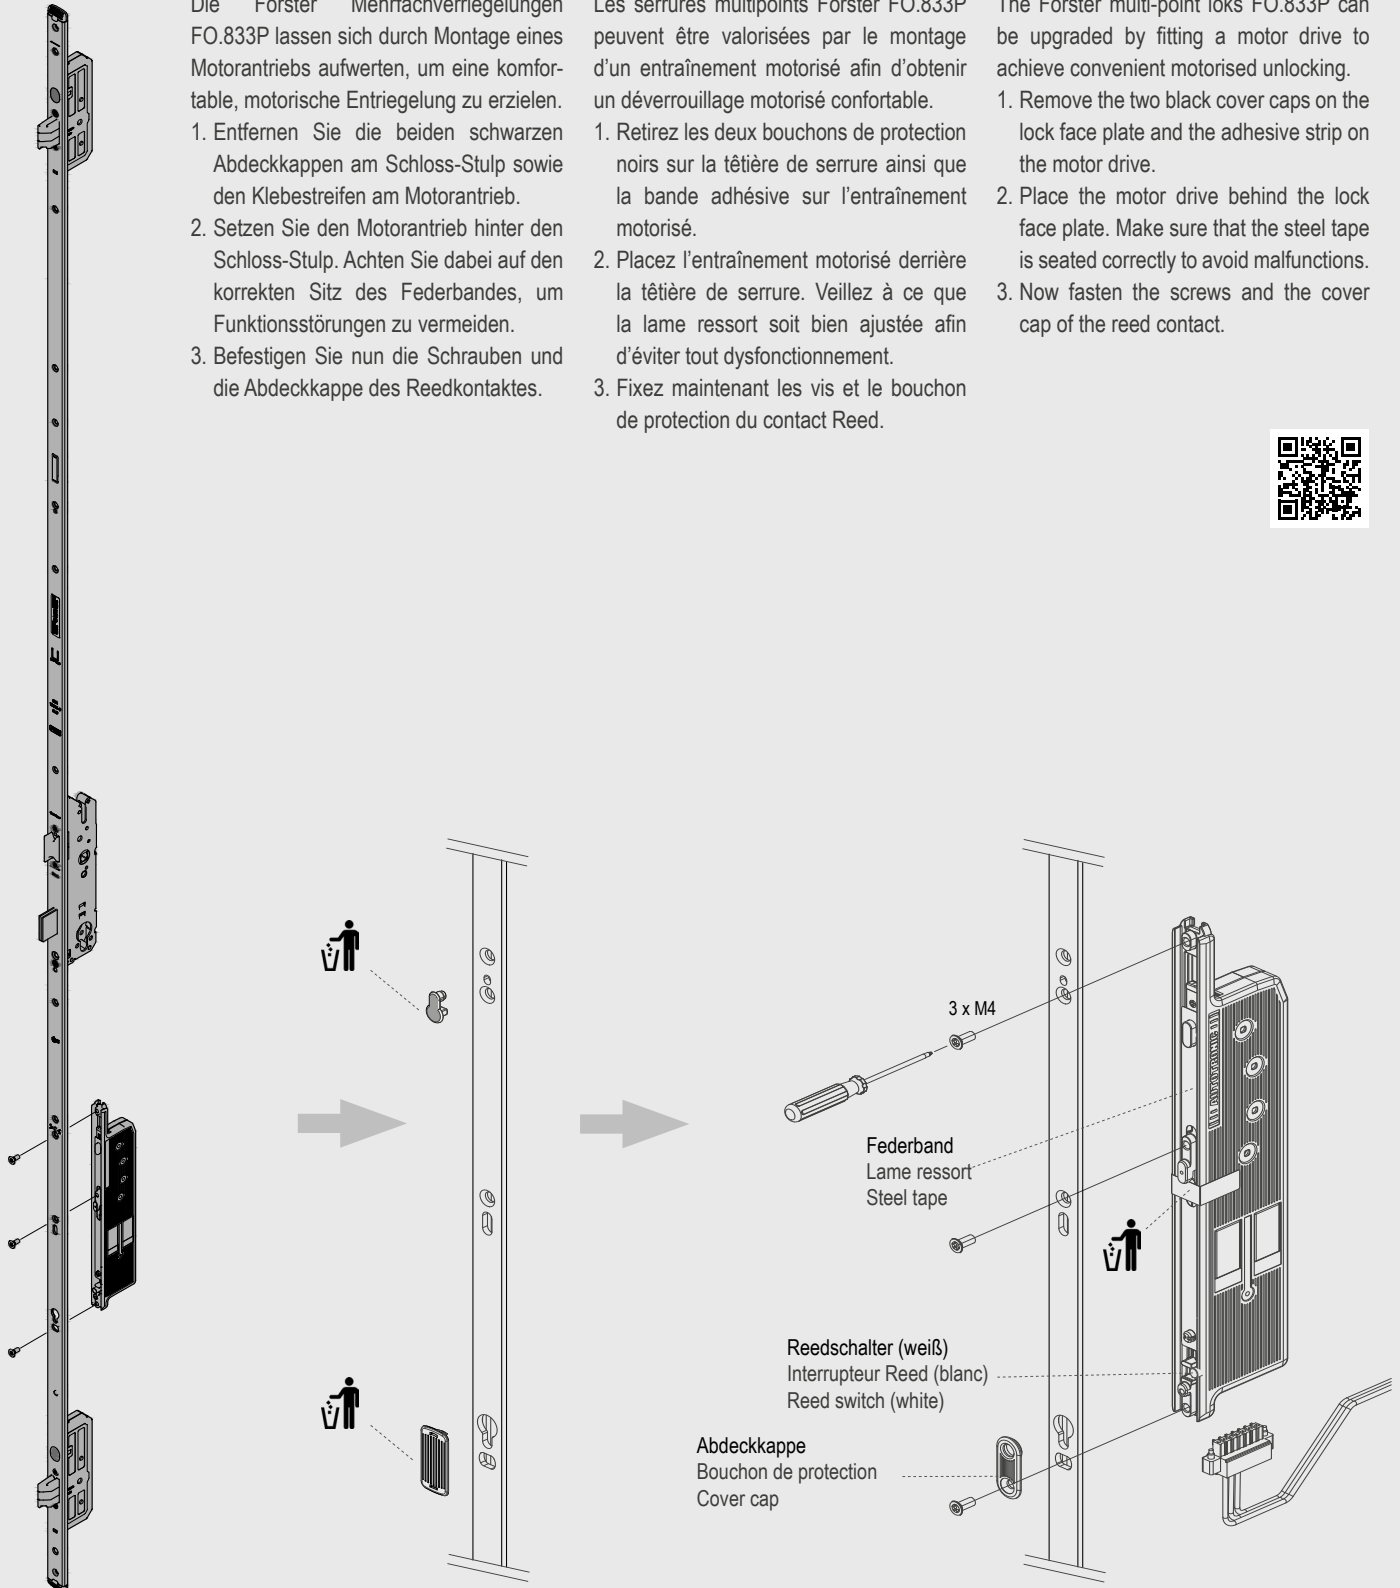 Die Forster Mehrfachverriegelungen
FO.833P lassen sich durch Montage eines
Motorantriebs aufwerten, um eine komfor-
table, motorische Entriegelung zu erzielen.
1. Entfernen Sie die beiden schwarzen
Abdeckkappen am Schloss-Stulp sowie
den Klebestreifen am Motorantrieb.
2. Setzen Sie den Motorantrieb hinter den
Schloss-Stulp. Achten Sie dabei auf den
korrekten Sitz des Federbandes, um
Funktionsstörungen zu vermeiden.
3. Befestigen Sie nun die Schrauben und
die Abdeckkappe des Reedkontaktes.
Les serrures multipoints Forster FO.833P
peuvent être valorisées par le montage
d'un entraînement motorisé afin d'obtenir
un déverrouillage motorisé confortable.
1. Retirez les deux bouchons de protection
noirs sur la têtière de serrure ainsi que
la bande adhésive sur l'entraînement
motorisé.
2. Placez l'entraînement motorisé derrière
la têtière de serrure. Veillez à ce que
la lame ressort soit bien ajustée afin
d'éviter tout dysfonctionnement.
3. Fixez maintenant les vis et le bouchon
de protection du contact Reed.
The Forster multi-point loks FO.833P can
be upgraded by fitting a motor drive to
achieve convenient motorised unlocking.
1. Remove the two black cover caps on the
lock face plate and the adhesive strip on
the motor drive.
2. Place the motor drive behind the lock
face plate. Make sure that the steel tape
is seated correctly to avoid malfunctions.
3. Now fasten the screws and the cover
cap of the reed contact.
3 x M4
Federband
Lame ressort
Steel tape
Reedschalter (weiß)
Interrupteur Reed (blanc)
Reed switch (white)
Abdeckkappe
Bouchon de protection
Cover cap